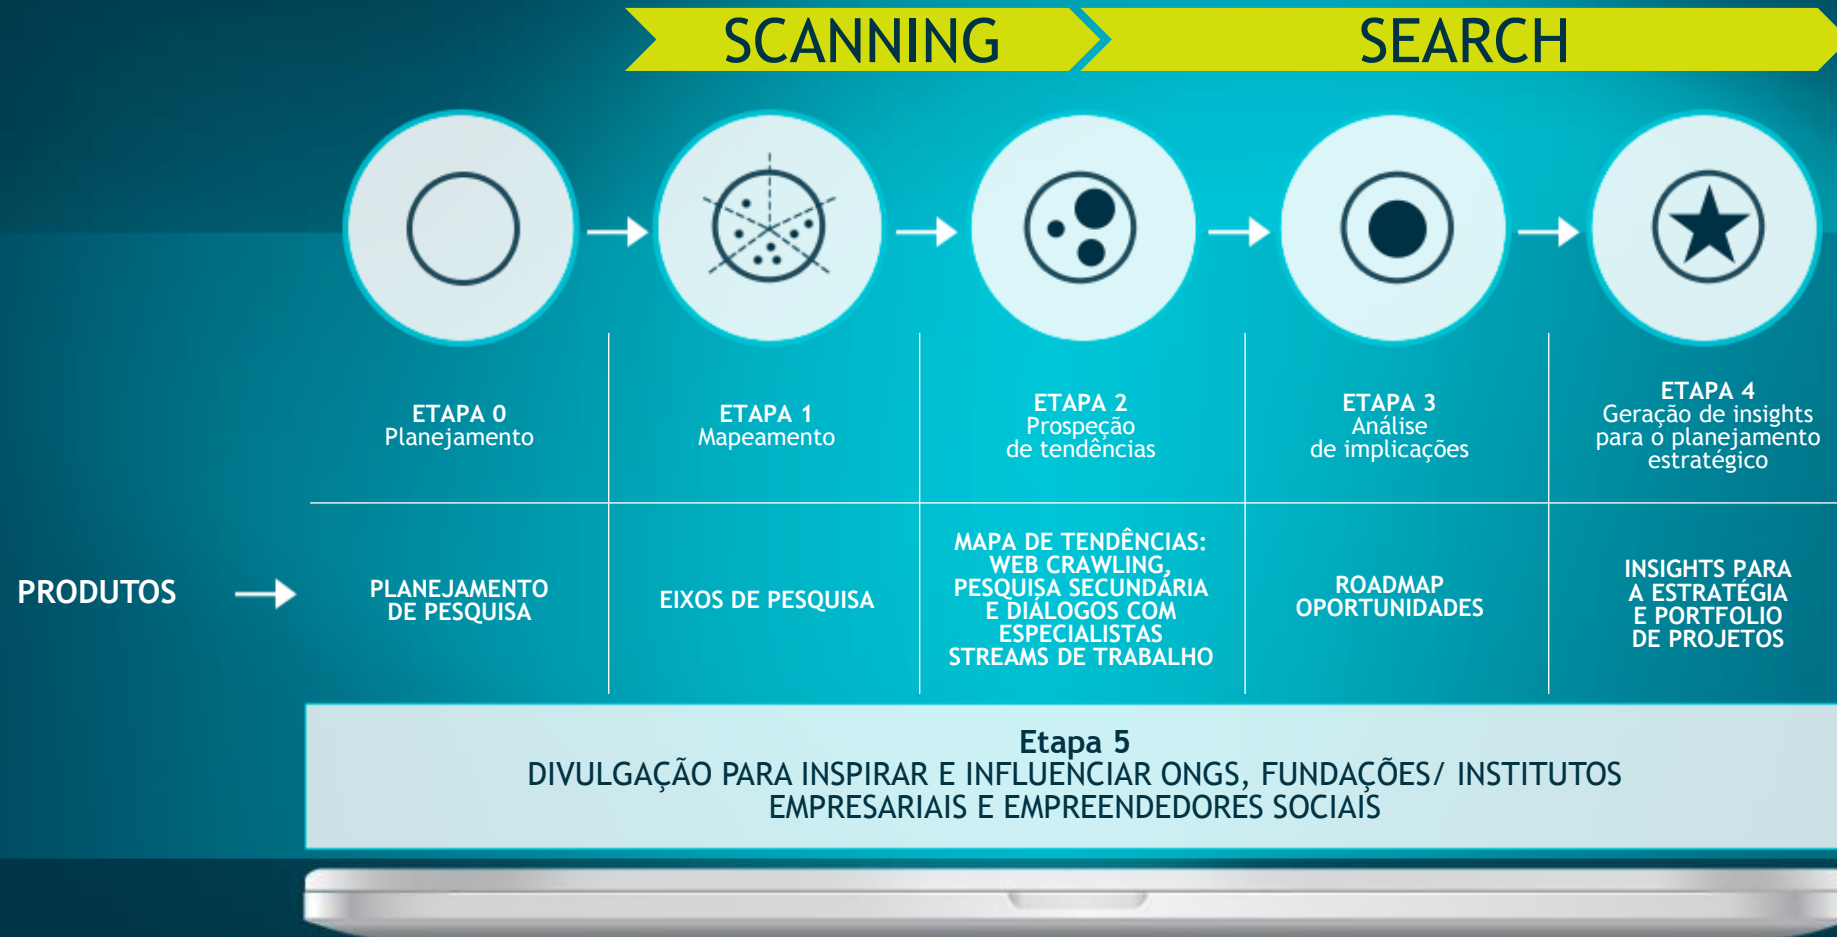 SCANNING
SEARCH
ETAPA 0
Planejamento
ETAPA 1
Mapeamento
ETAPA 2
Prospeção
de tendências
ETAPA 3
Análise
de implicações
ETAPA 4
Geração de insights
para o planejamento
estratégico
PRODUTOS
PLANEJAMENTO
DE PESQUISA
EIXOS DE PESQUISA
MAPA DE TENDÊNCIAS:
WEB CRAWLING,
PESQUISA SECUNDÁRIA
E DIÁLOGOS COM
ESPECIALISTAS
STREAMS DE TRABALHO
ROADMAP
OPORTUNIDADES
INSIGHTS PARA
A ESTRATÉGIA
E PORTFOLIO
DE PROJETOS
Etapa 5
DIVULGAÇÃO PARA INSPIRAR E INFLUENCIAR ONGS, FUNDAÇÕES/ INSTITUTOS
EMPRESARIAIS E EMPREENDEDORES SOCIAIS